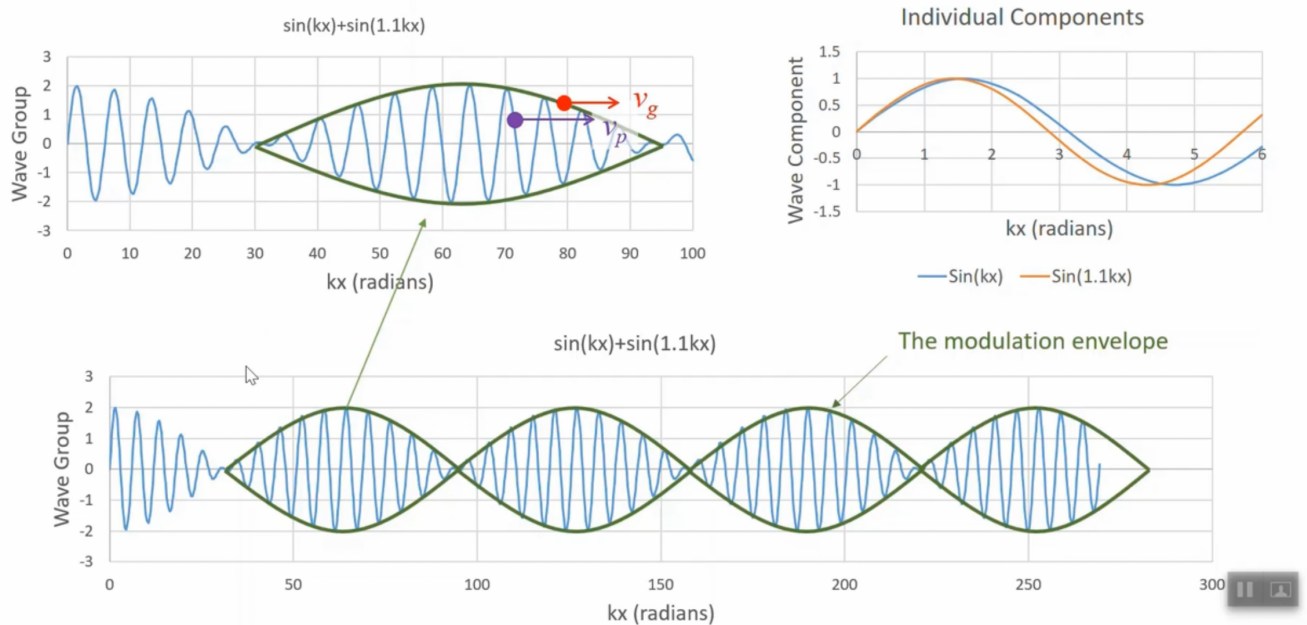 sin(kx)+sin(1.1kx)
3
2
1
0
-1
-2
-3
Wave Group
v_g
v_p
0 10 20 30 40 50 60 70 80 90 100
kx (radians)
Individual Components
1.5
1
0.5
0
-0.5
-1
-1.5
Wave Component
0 1 2 3 4 5 6
kx (radians)
Sin(kx) Sin(1.1kx)
sin(kx)+sin(1.1kx)
The modulation envelope
3
2
1
0
-1
-2
-3
Wave Group
0 50 100 150 200 250 300
kx (radians)